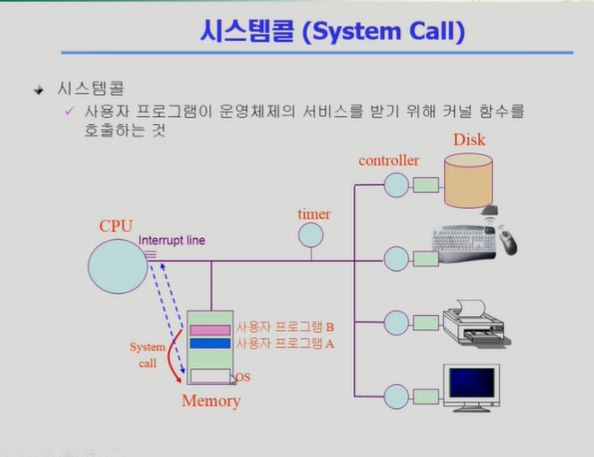 시스템콜 (System Call)
시스템콜
사용자 프로그램이 운영체제의 서비스를 받기 위해 커널 함수를
호출하는 것
Disk
controller
timer
CPU
Interrupt line
사용자 프로그램 B
사용자 프로그램 A
System
call
OS
Memory